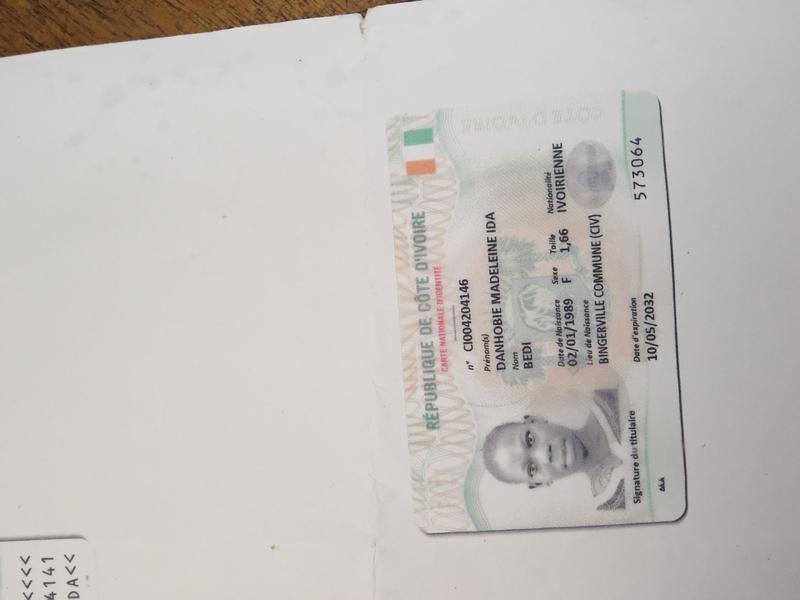 CÔTE D'IVOIRE
RÉPUBLIQUE DE CÔTE D'IVOIRE
CARTE NATIONALE D'IDENTITÉ
n° CI004204146
Prénom(s)
DANHOBIE MADELEINE IDA
Nom
BEDI
Date de Naissance Sexe Taille Nationalité
02/01/1989 F 1,66 IVOIRIENNE
Lieu de Naissance
BINGERVILLE COMMUNE (CIV)
Signature du titulaire Date d'expiration
10/05/2032
573064
<<<<
4141
DA<<